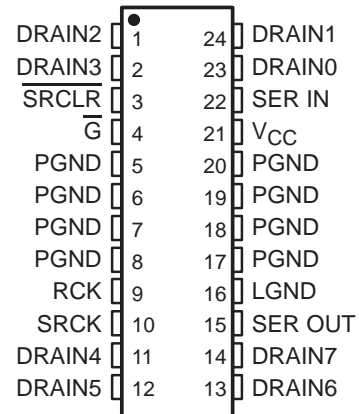 DRAIN2 1 24 DRAIN1
DRAIN3 2 23 DRAIN0
SRCLR 3 22 SER IN
G 4 21 VCC
PGND 5 20 PGND
PGND 6 19 PGND
PGND 7 18 PGND
PGND 8 17 PGND
RCK 9 16 LGND
SRCK 10 15 SER OUT
DRAIN4 11 14 DRAIN7
DRAIN5 12 13 DRAIN6